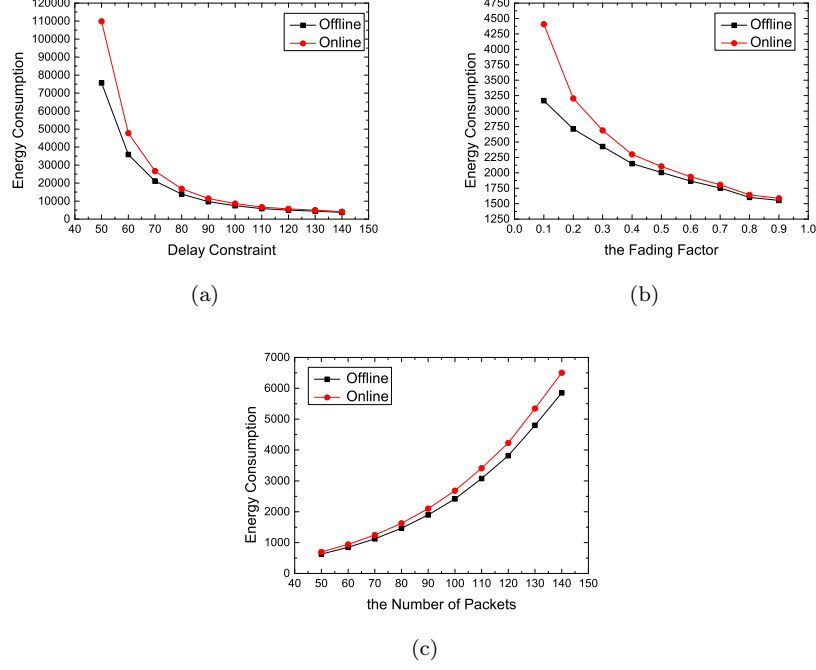 120000
110000
100000
90000
80000
70000
60000
50000
40000
30000
20000
10000
0
Energy Consumption
Offline
Online
40 50 60 70 80 90 100 110 120 130 140 150
Delay Constraint
(a)
4750
4500
4250
4000
3750
3500
3250
3000
2750
2500
2250
2000
1750
1500
1250
Energy Consumption
Offline
Online
0.0 0.1 0.2 0.3 0.4 0.5 0.6 0.7 0.8 0.9 1.0
the Fading Factor
(b)
7000
6000
5000
4000
3000
2000
1000
0
Energy Consumption
Offline
Online
40 50 60 70 80 90 100 110 120 130 140 150
the Number of Packets
(c)